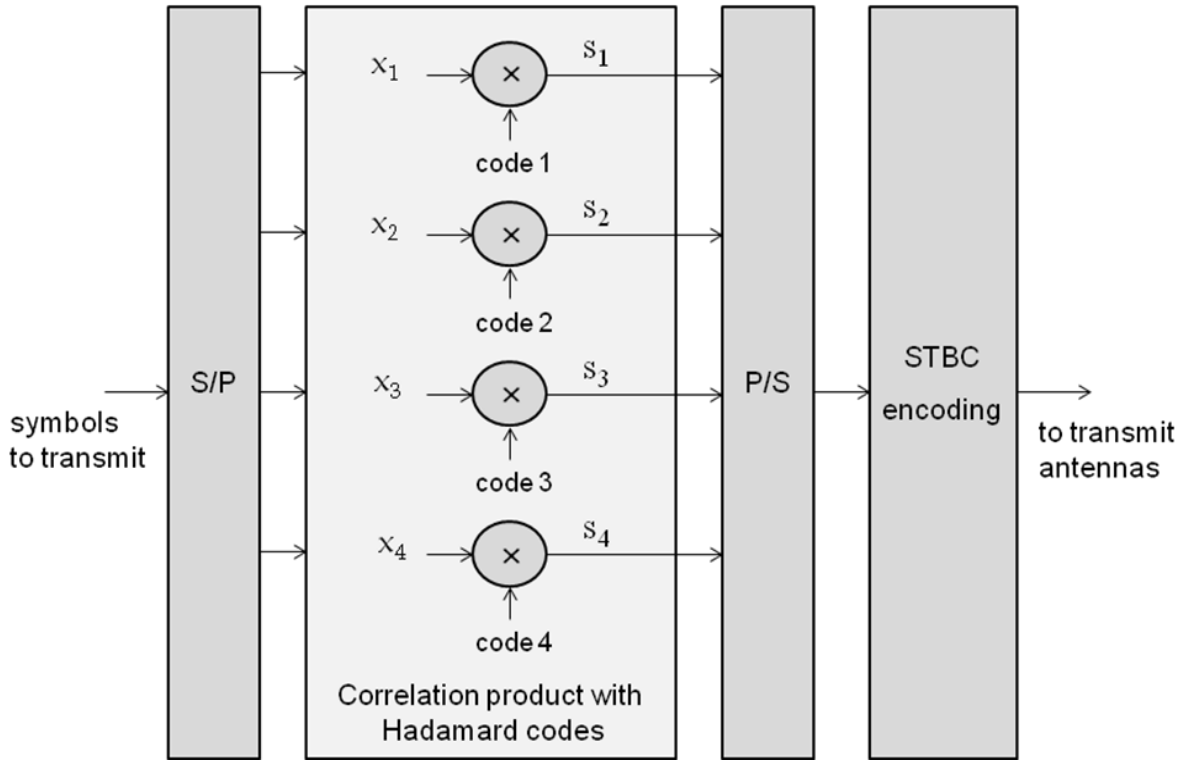 x₁
S₁
code 1
x₂
S₂
code 2
S/P
x₃
S₃
P/S
STBC
encoding
symbols
to transmit
code 3
to transmit
antennas
x₄
S₄
code 4
Correlation product with
Hadamard codes